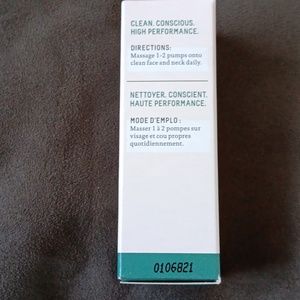 CLEAN. CONSCIOUS.
HIGH PERFORMANCE.
DIRECTIONS:
Massage 1-2 pumps onto
clean face and neck daily.
NETTOYER. CONSCIENT.
HAUTE PERFORMANCE.
MODE D'EMPLOI :
Masser 1 à 2 pompes sur
visage et cou propres
quotidiennement.
0106821